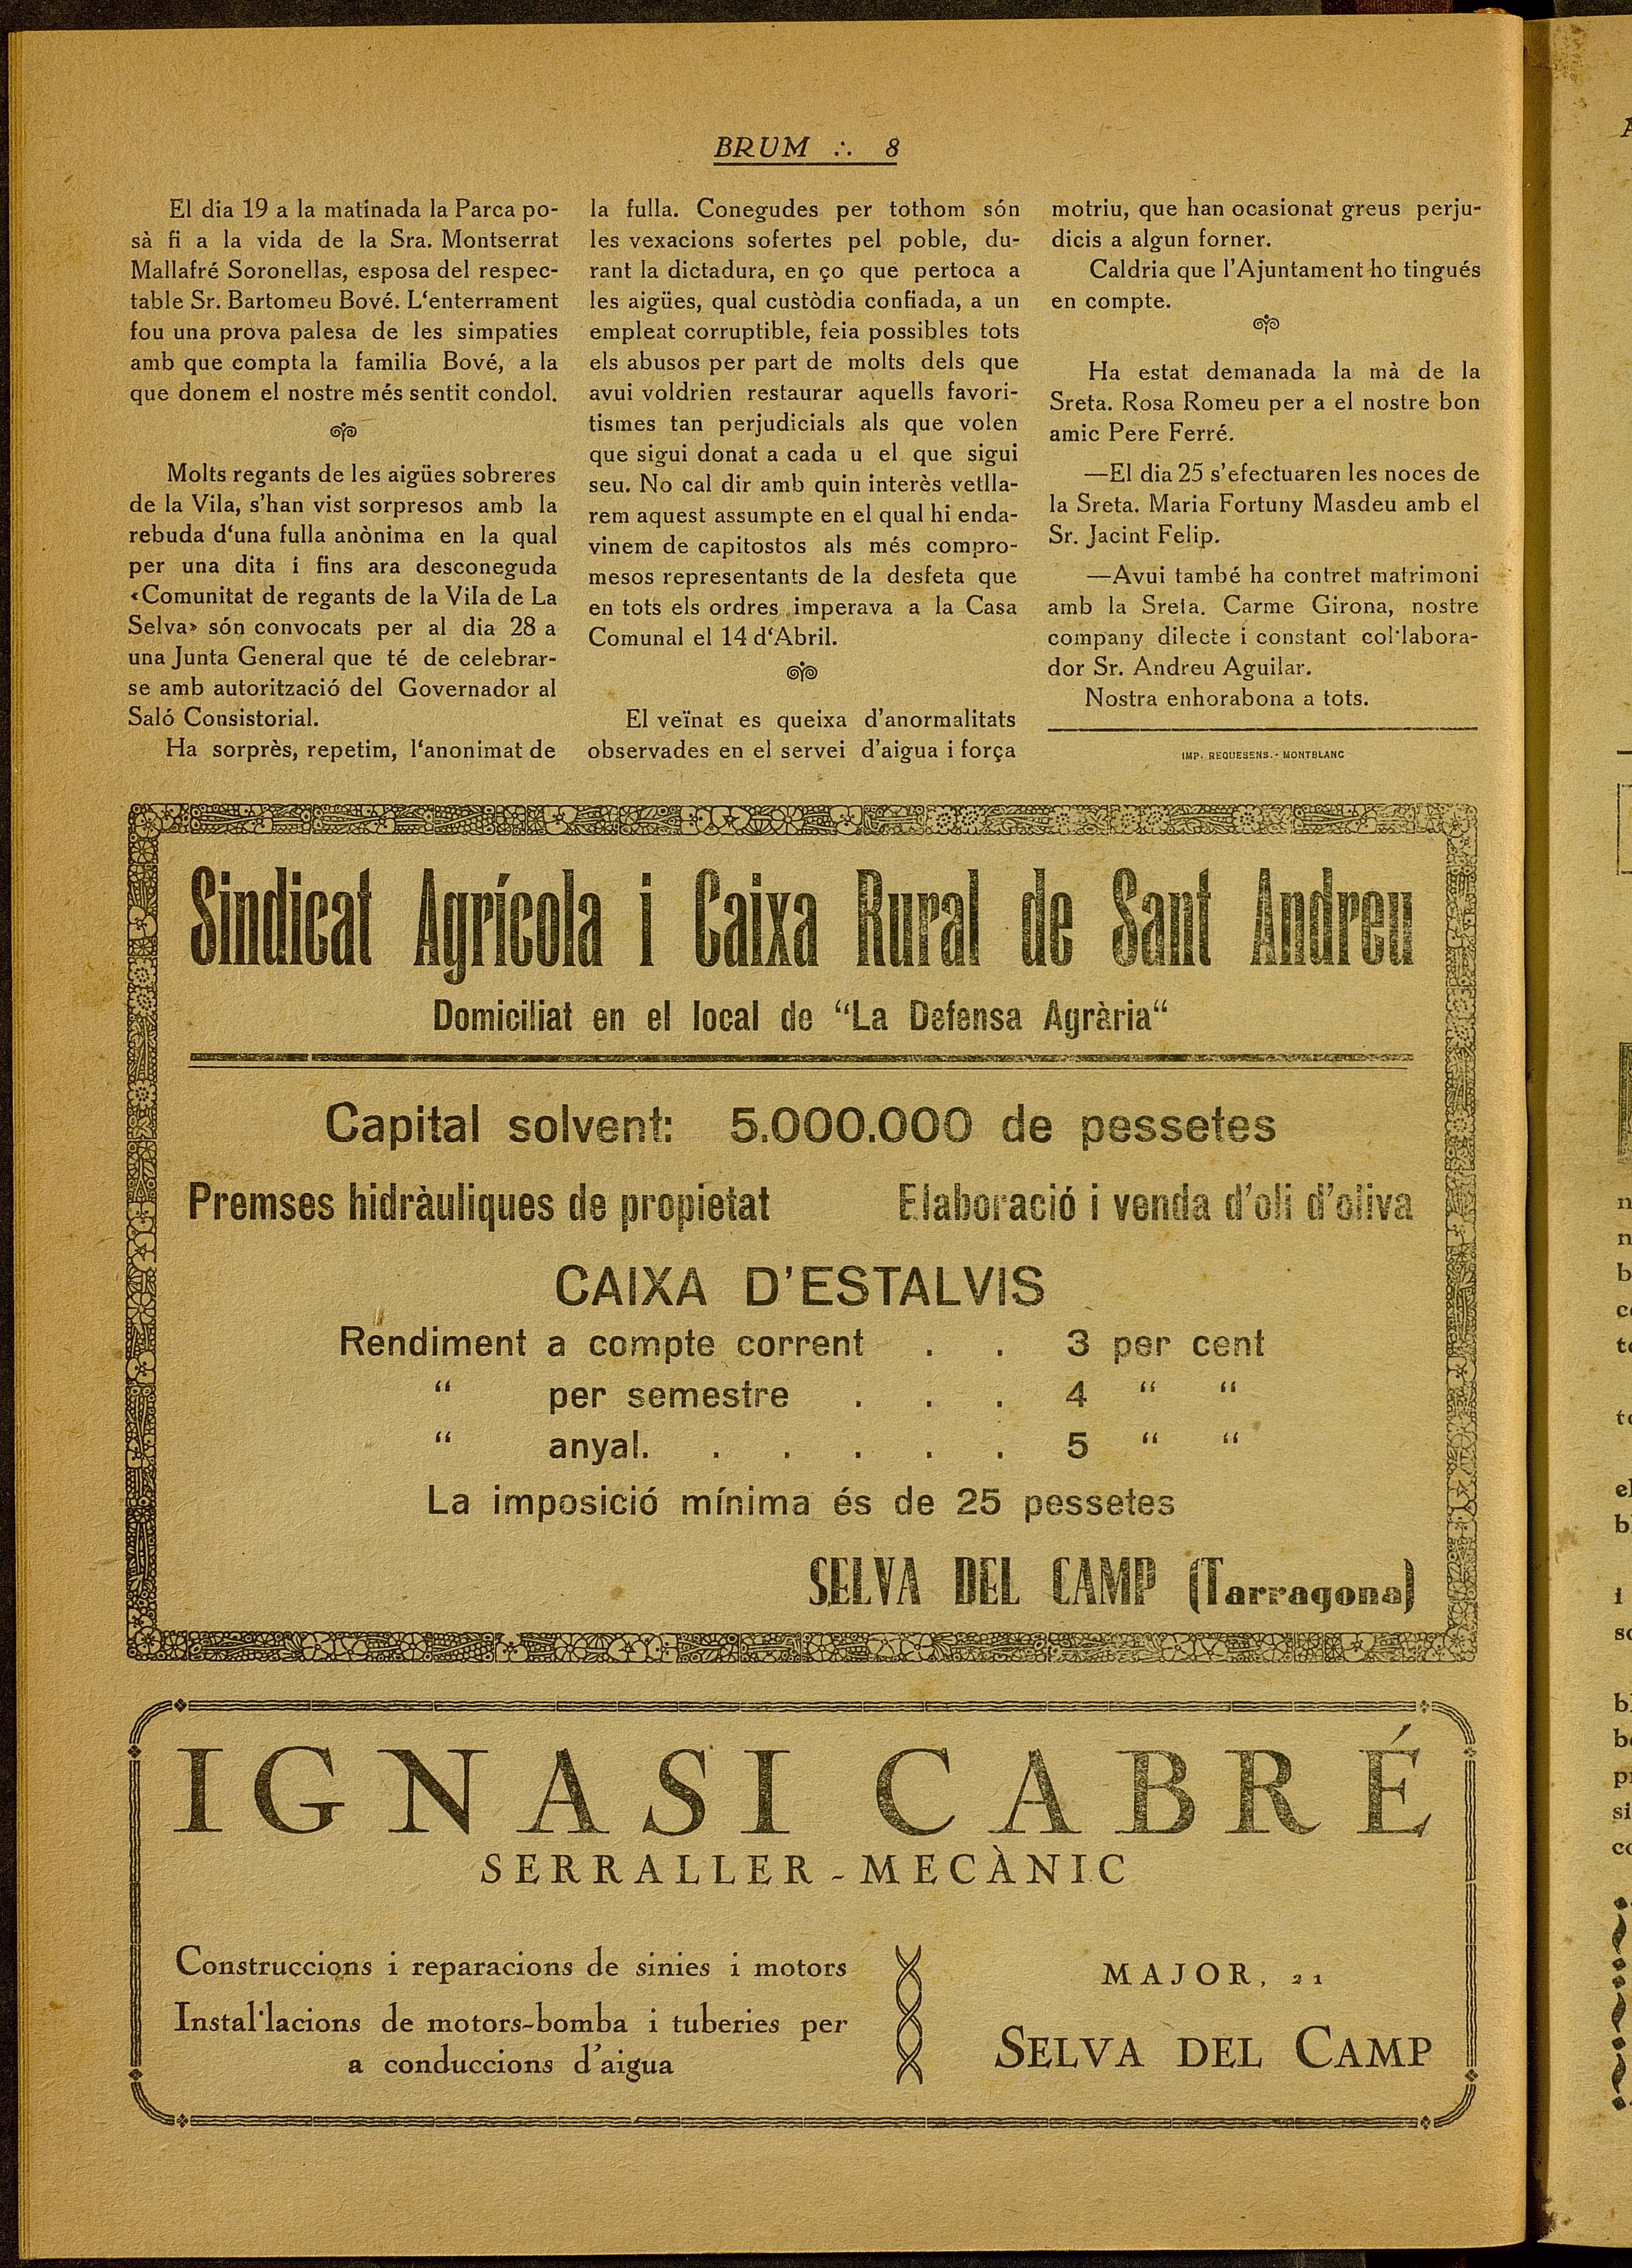 BRUM ∴ 8
El dia 19 a la matinada la Parca po-
sà fi a la vida de la Sra. Montserrat
Mallafré Soronellas, esposa del respec-
table Sr. Bartomeu Bové. L‘enterrament
fou una prova palesa de les simpaties
amb que compta la familia Bové, a la
que donem el nostre més sentit condol.
Molts regants de les aigües sobreres
de la Vila, s’han vist sorpresos amb la
rebuda d‘una fulla anònima en la qual
per una dita i fins ara desconeguda
«Comunitat de regants de la Vila de La
Selva» són convocats per al dia 28 a
una Junta General que té de celebrar-
se amb autorització del Governador al
Saló Consistorial.
Ha sorprès, repetim, l‘anonimat de
la fulla. Conegudes per tothom són
les vexacions sofertes pel poble, du-
rant la dictadura, en ço que pertoca a
les aigües, qual custòdia confiada, a un
empleat corruptible, feia possibles tots
els abusos per part de molts dels que
avui voldrien restaurar aquells favori-
tismes tan perjudicials als que volen
que sigui donat a cada u el que sigui
seu. No cal dir amb quin interès vetlla-
rem aquest assumpte en el qual hi enda-
vinem de capitostos als més compro-
mesos representants de la desfeta que
en tots els ordres imperava a la Casa
Comunal el 14 d‘Abril.
El veïnat es queixa d’anormalitats
observades en el servei d’aigua i força
motriu, que han ocasionat greus perju-
dicis a algun forner.
Caldria que l’Ajuntament ho tingués
en compte.
Ha estat demanada la mà de la
Sreta. Rosa Romeu per a el nostre bon
amic Pere Ferré.
—El dia 25 s’efectuaren les noces de
la Sreta. Maria Fortuny Masdeu amb el
Sr. Jacint Felip.
—Avui també ha contret matrimoni
amb la Sreta. Carme Girona, nostre
company dilecte i constant col·labora-
dor Sr. Andreu Aguilar.
Nostra enhorabona a tots.
IMP. REQUESENS.- MONTBLANC
Sindicat Agrícola i Caixa Rural de Sant Andreu
Domiciliat en el local de “La Defensa Agrària“
Capital solvent: 5.000.000 de pessetes
Premses hidràuliques de propietat Elaboració i venda d’oli d’oliva
CAIXA D’ESTALVIS
Rendiment a compte corrent . . 3 per cent
“ per semestre . . . 4 “ “
“ anyal. . . . . . 5 “ “
La imposició mínima és de 25 pessetes
SELVA DEL CAMP (Tarragona)
IGNASI CABRÉ
SERRALLER-MECÀNIC
Construccions i reparacions de sinies i motors
Instal·lacions de motors-bomba i tuberies per
a conduccions d’aigua
MAJOR, 21
SELVA DEL CAMP